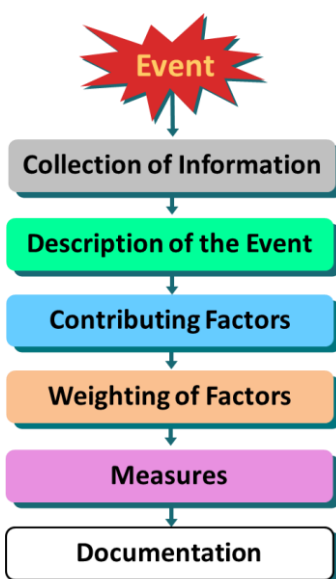 Event
Collection of Information
Description of the Event
Contributing Factors
Weighting of Factors
Measures
Documentation